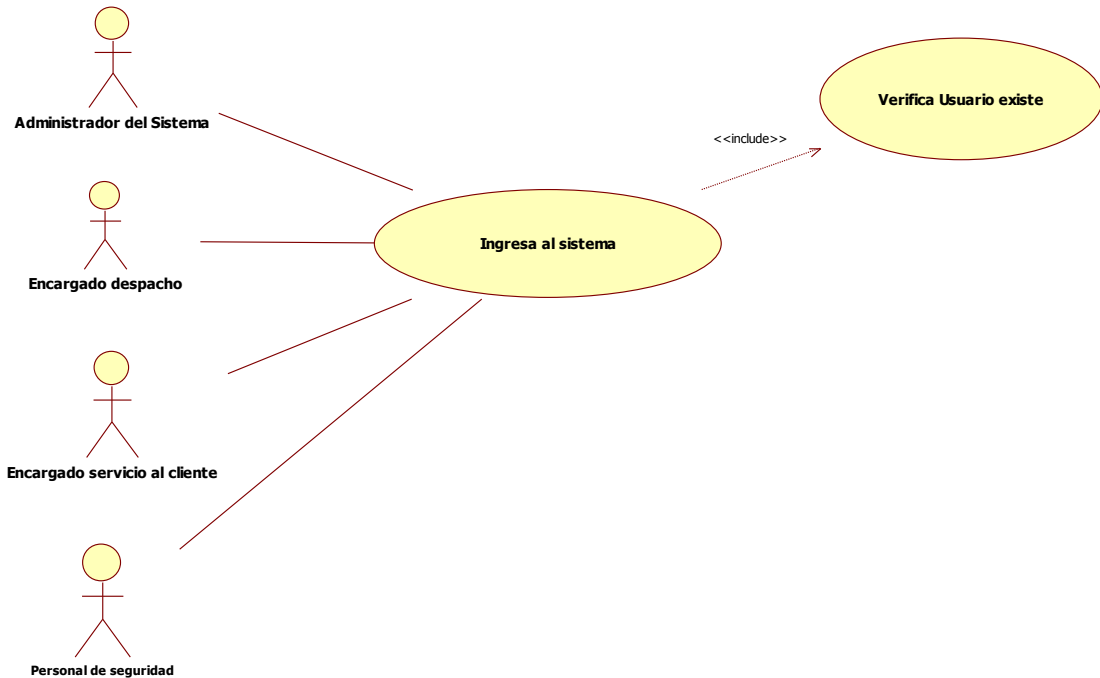 Administrador del Sistema
Verifica Usuario existe
<<include>>
Encargado despacho
Ingresa al sistema
Encargado servicio al cliente
Personal de seguridad